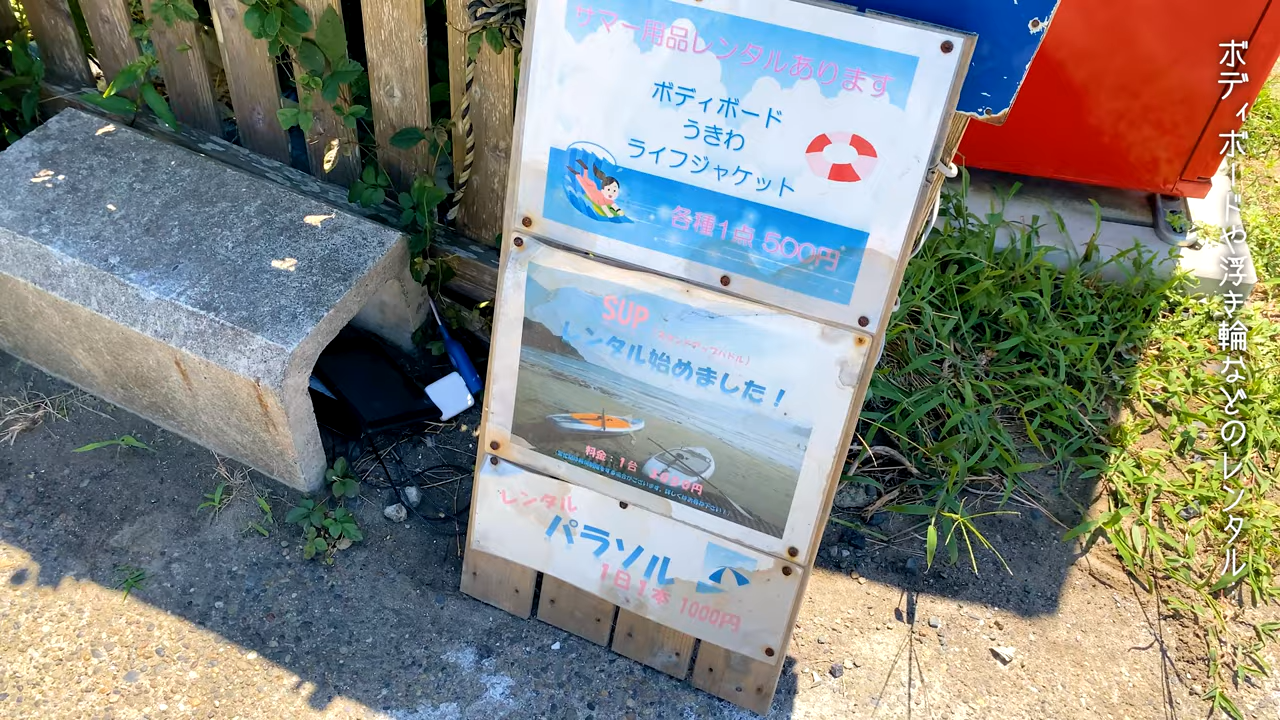 サマー用品レンタルあります
ボディボード
うきわ
ライフジャケット
各種1点 500円
SUP
レンタル始めました!
料金:1台
レンタル
パラソル
1日1本 1000円
ボディボードや浮き輪などのレンタル